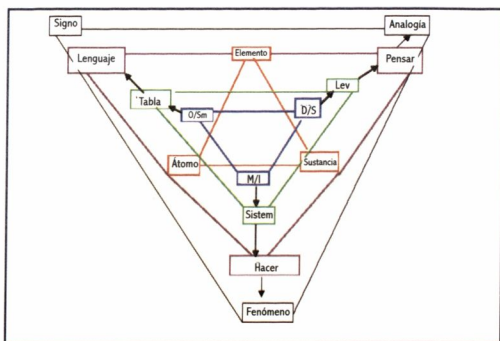 Signo
Analogía
Lenguaje
Elemento
Pensar
Tabla
O/Sm
D/S
Lev
Átomo
Sustancia
M/I
Sistem
Hacer
Fenómeno